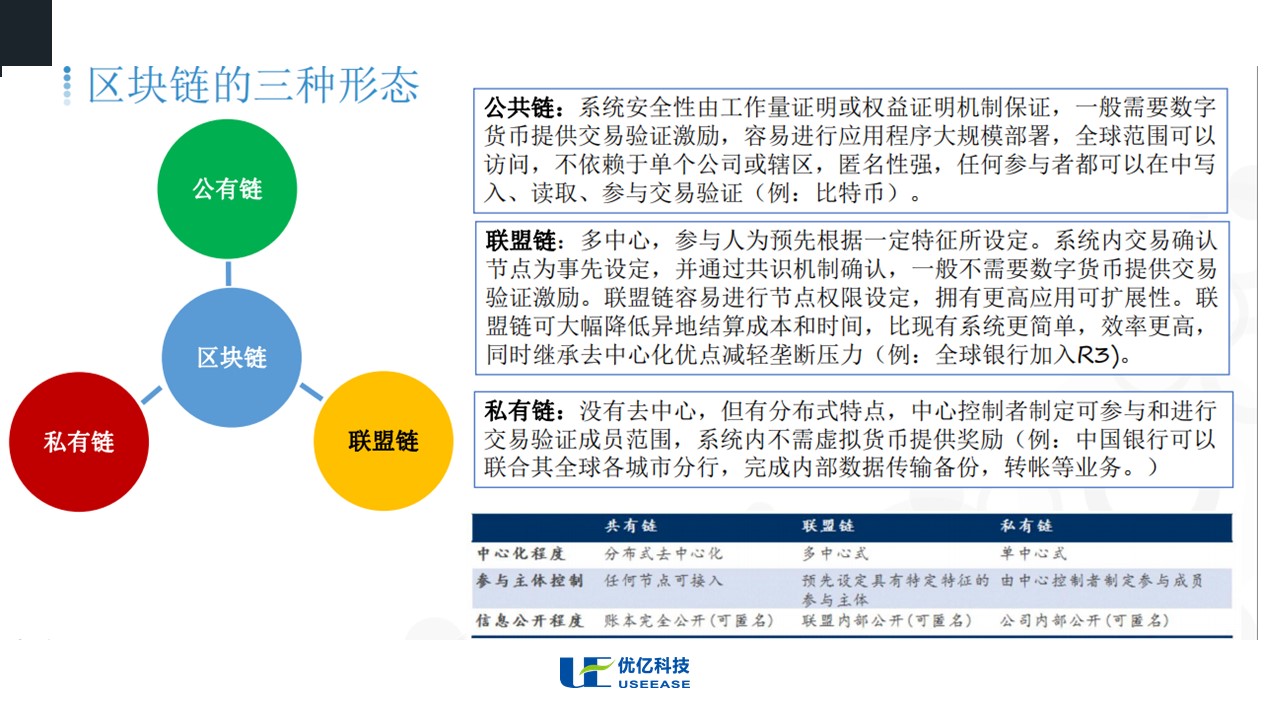 区块链的三种形态
公有链
区块链
私有链
联盟链
公共链：系统安全性由工作量证明或权益证明机制保证，一般需要数字
货币提供交易验证激励，容易进行应用程序大规模部署，全球范围可以
访问，不依赖于单个公司或辖区，匿名性强，任何参与者都可以在中写
入、读取、参与交易验证（例：比特币）。
联盟链：多中心，参与人为预先根据一定特征所设定。系统内交易确认
节点为事先设定，并通过共识机制确认，一般不需要数字货币提供交易
验证激励。联盟链容易进行节点权限设定，拥有更高应用可扩展性。联
盟链可大幅降低异地结算成本和时间，比现有系统更简单，效率更高，
同时继承去中心化优点减轻垄断压力（例：全球银行加入R3)。
私有链：没有去中心，但有分布式特点，中心控制者制定可参与和进行
交易验证成员范围，系统内不需虚拟货币提供奖励（例：中国银行可以
联合其全球各城市分行，完成内部数据传输备份，转帐等业务。）
共有链 联盟链 私有链
中心化程度 分布式去中心化 多中心式 单中心式
参与主体控制 任何节点可接入 预先设定具有特定特征的 由中心控制者制定参与成员
参与主体
信息公开程度 账本完全公开(可匿名) 联盟内部公开(可匿名) 公司内部公开(可匿名)
优亿科技
USEEASE